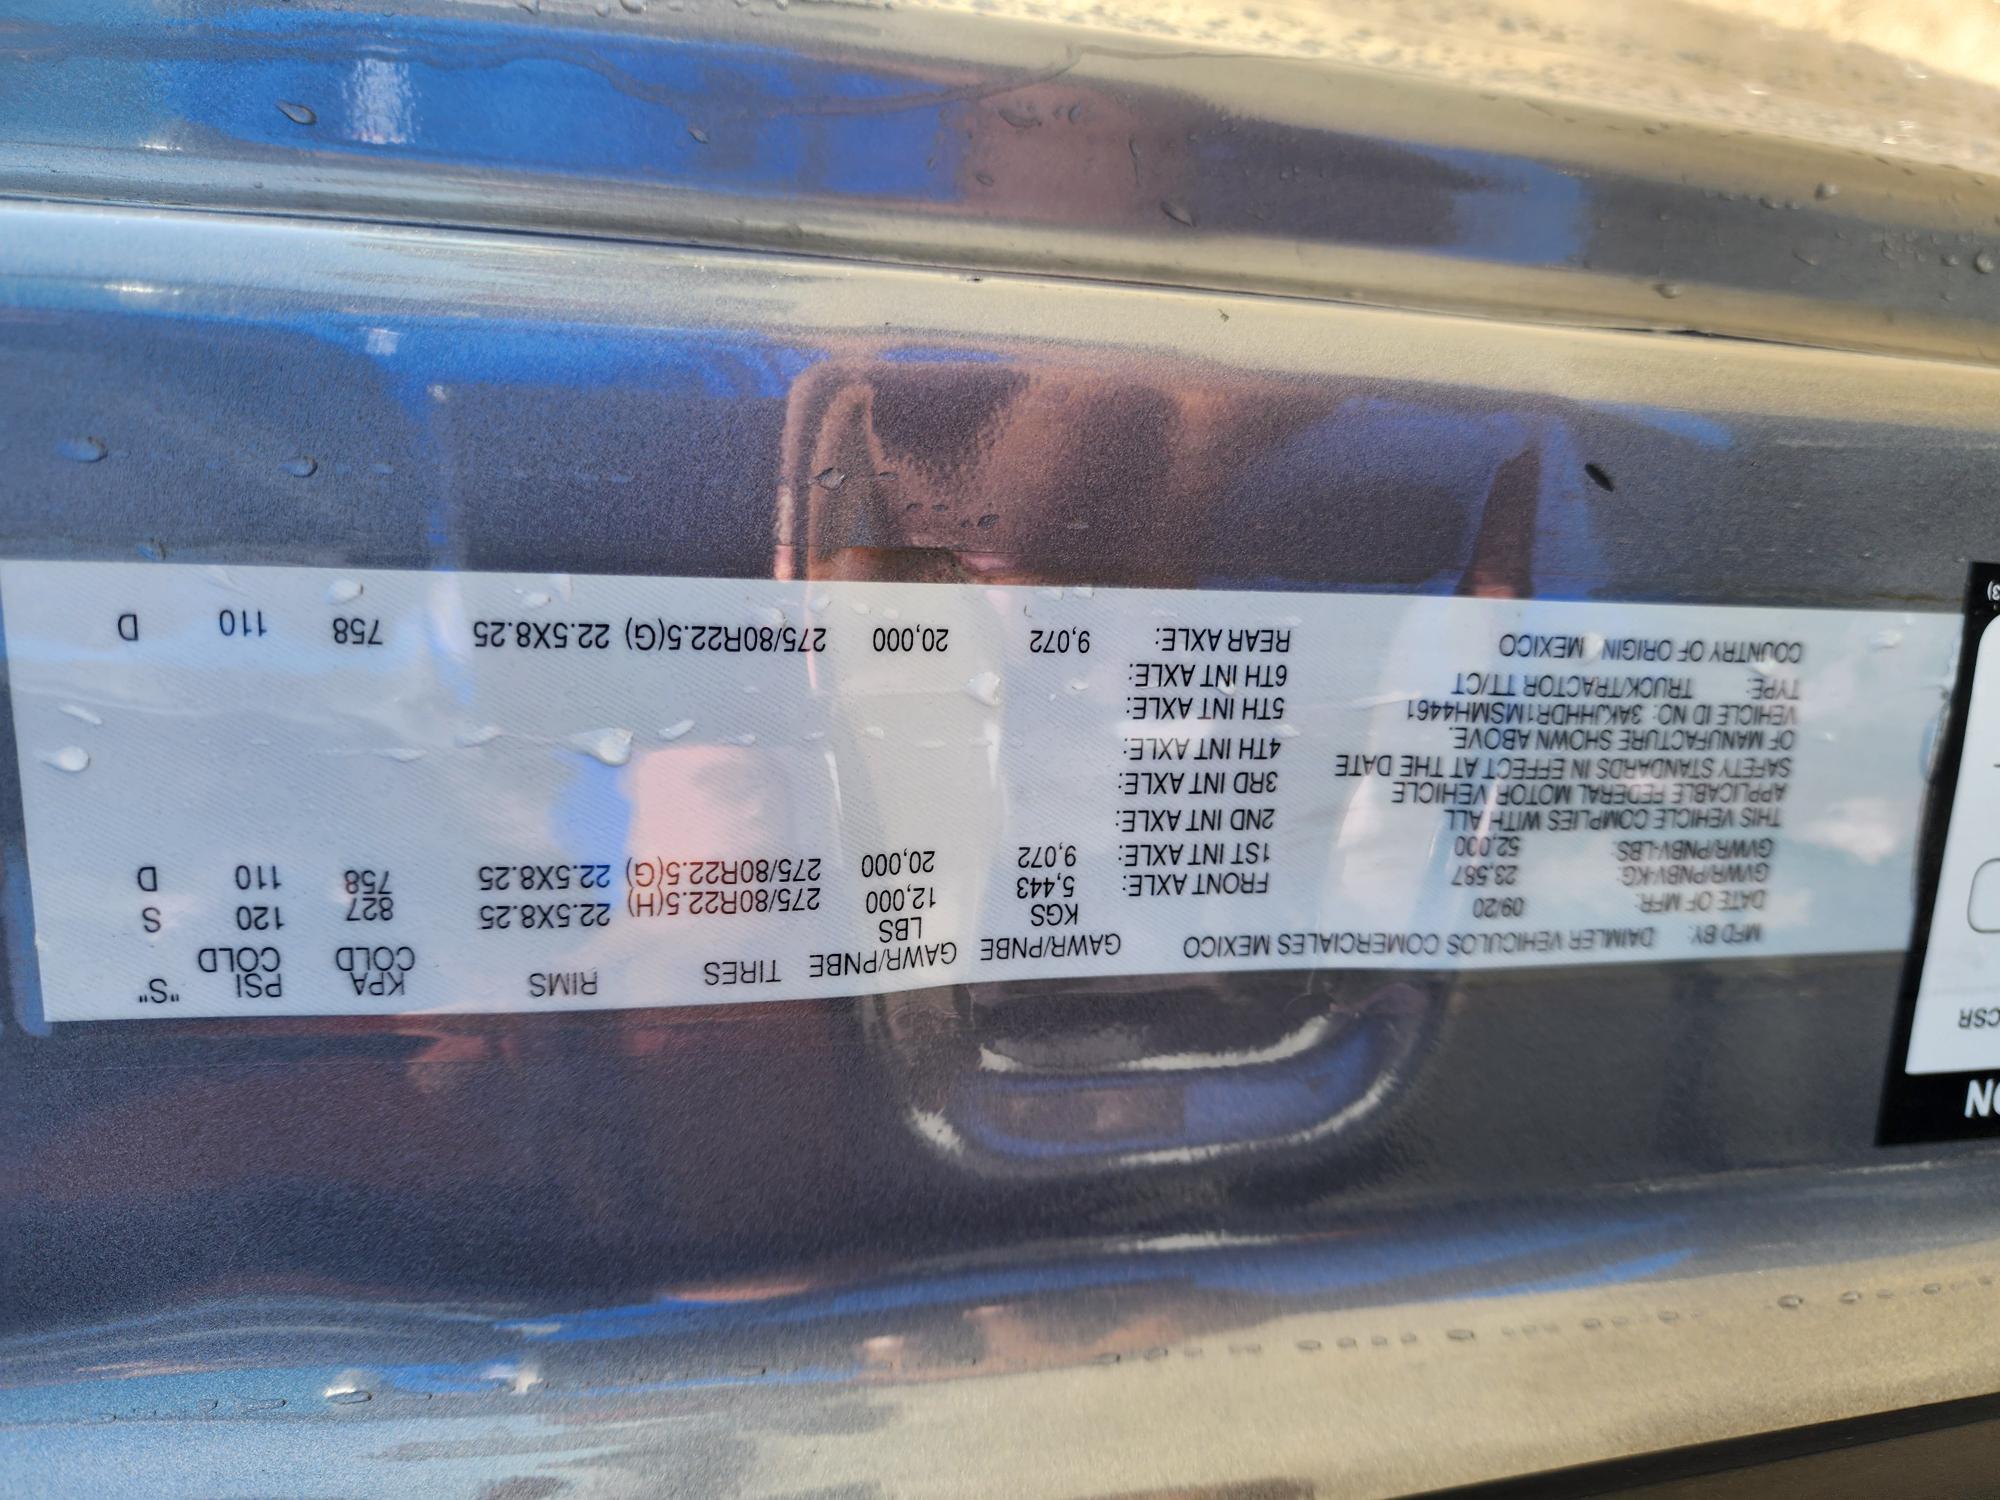 MFD BY: DAIMLER VEHICULOS COMERCIALES MEXICO
DATE OF MFR: 09/20
GVWR/PNBV-KG: 23,587
GVWR/PNBV-LBS: 52,000
THIS VEHICLE COMPLIES WITH ALL
APPLICABLE FEDERAL MOTOR VEHICLE
SAFETY STANDARDS IN EFFECT AT THE DATE
OF MANUFACTURE SHOWN ABOVE.
VEHICLE ID NO: 3AKJHHDR1MSMH4461
TYPE: TRUCK/TRACTOR TT/CT
COUNTRY OF ORIGIN MEXICO
GAWR/PNBE GAWR/PNBE TIRES RIMS KPA PSI "S"
KGS LBS COLD COLD
FRONT AXLE: 5,443 12,000 275/80R22.5(H) 22.5X8.25 827 120 S
1ST INT AXLE: 9,072 20,000 275/80R22.5(G) 22.5X8.25 758 110 D
2ND INT AXLE:
3RD INT AXLE:
4TH INT AXLE:
5TH INT AXLE:
6TH INT AXLE:
REAR AXLE: 9,072 20,000 275/80R22.5(G) 22.5X8.25 758 110 D